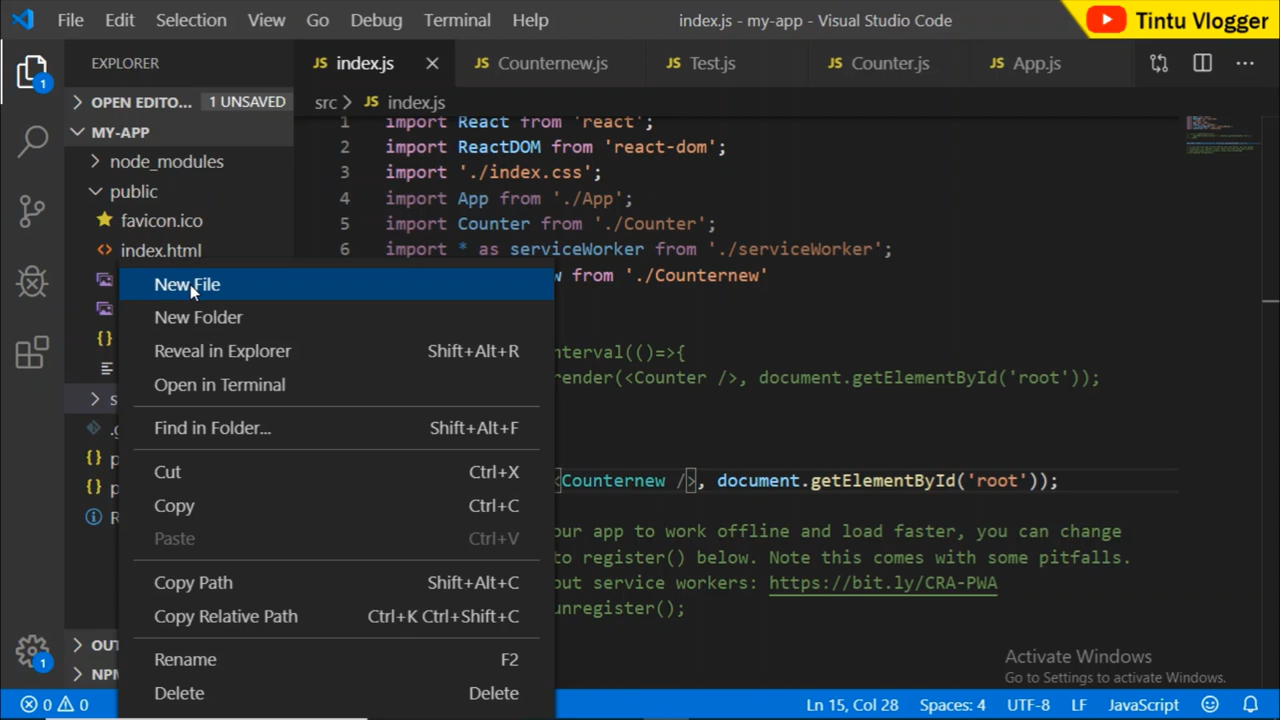 File Edit Selection View Go Debug Terminal Help index.js - my-app - Visual Studio Code
Tintu Vlogger
EXPLORER
JS index.js
JS Counternew.js
JS Test.js
JS Counter.js
JS App.js
1
OPEN EDITO... 1 UNSAVED
MY-APP
node_modules
public
favicon.ico
<> index.html
{}
{}
{}
src > JS index.js
1 import React from 'react';
2 import ReactDOM from 'react-dom';
3 import './index.css';
4 import App from './App';
5 import Counter from './Counter';
6 import * as serviceWorker from './serviceWorker';
from './Counternew'
nterval(()=>{
render(<Counter />, document.getElementById('root'));
Counternew />, document.getElementById('root'));
our app to work offline and load faster, you can change
to register() below. Note this comes with some pitfalls.
out service workers: https://bit.ly/CRA-PWA
unregister();
New File
New Folder
Reveal in Explorer Shift+Alt+R
Open in Terminal
Find in Folder... Shift+Alt+F
Cut Ctrl+X
Copy Ctrl+C
Paste Ctrl+V
Copy Path Shift+Alt+C
Copy Relative Path Ctrl+K Ctrl+Shift+C
Rename F2
Delete Delete
OUT
NPM
1
Activate Windows
Go to Settings to activate Windows.
0 0
Ln 15, Col 28 Spaces: 4 UTF-8 LF JavaScript